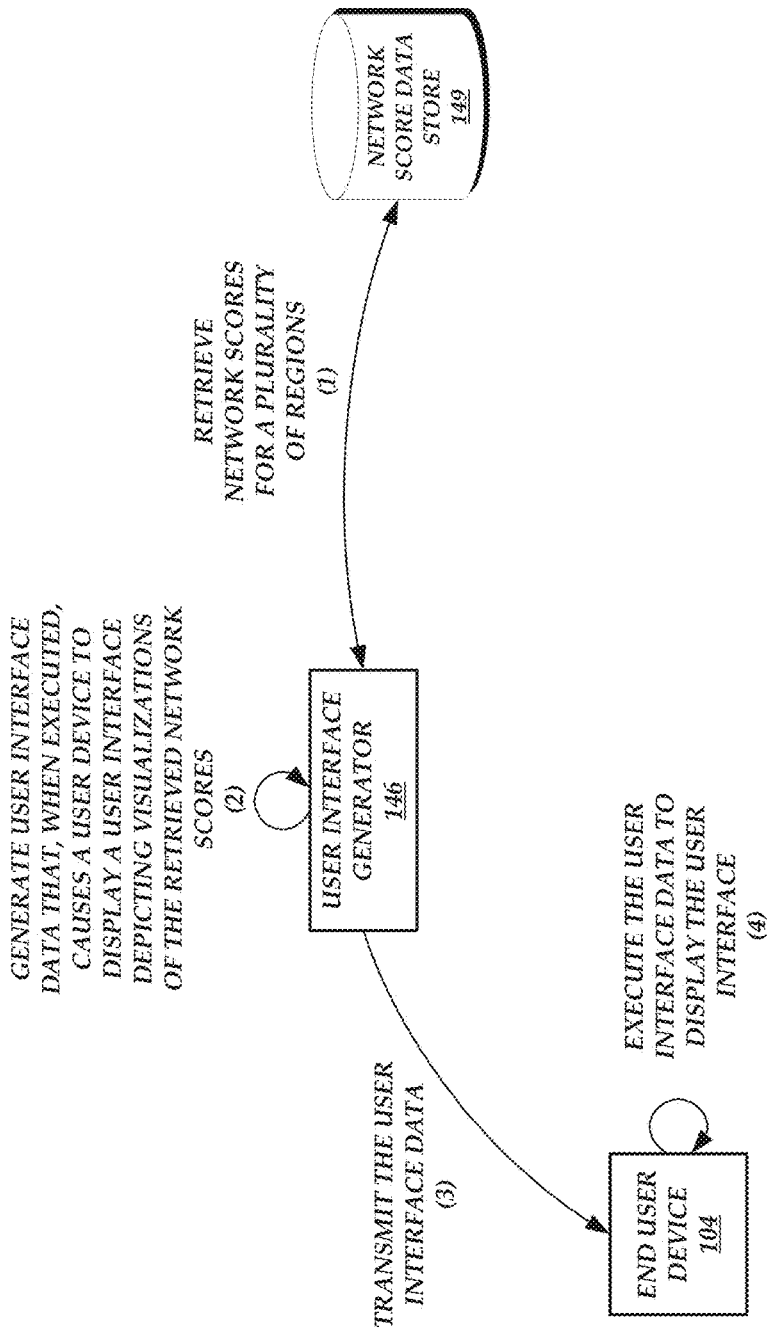 GENERATE USER INTERFACE
DATA THAT, WHEN EXECUTED,
CAUSES A USER DEVICE TO
DISPLAY A USER INTERFACE
DEPICTING VISUALIZATIONS
OF THE RETRIEVED NETWORK
SCORES
(2)
RETRIEVE
NETWORK SCORES
FOR A PLURALITY
OF REGIONS
(1)
USER INTERFACE
GENERATOR
146
NETWORK
SCORE DATA
STORE
149
TRANSMIT THE USER
INTERFACE DATA
(3)
END USER
DEVICE
104
EXECUTE THE USER
INTERFACE DATA TO
DISPLAY THE USER
INTERFACE
(4)